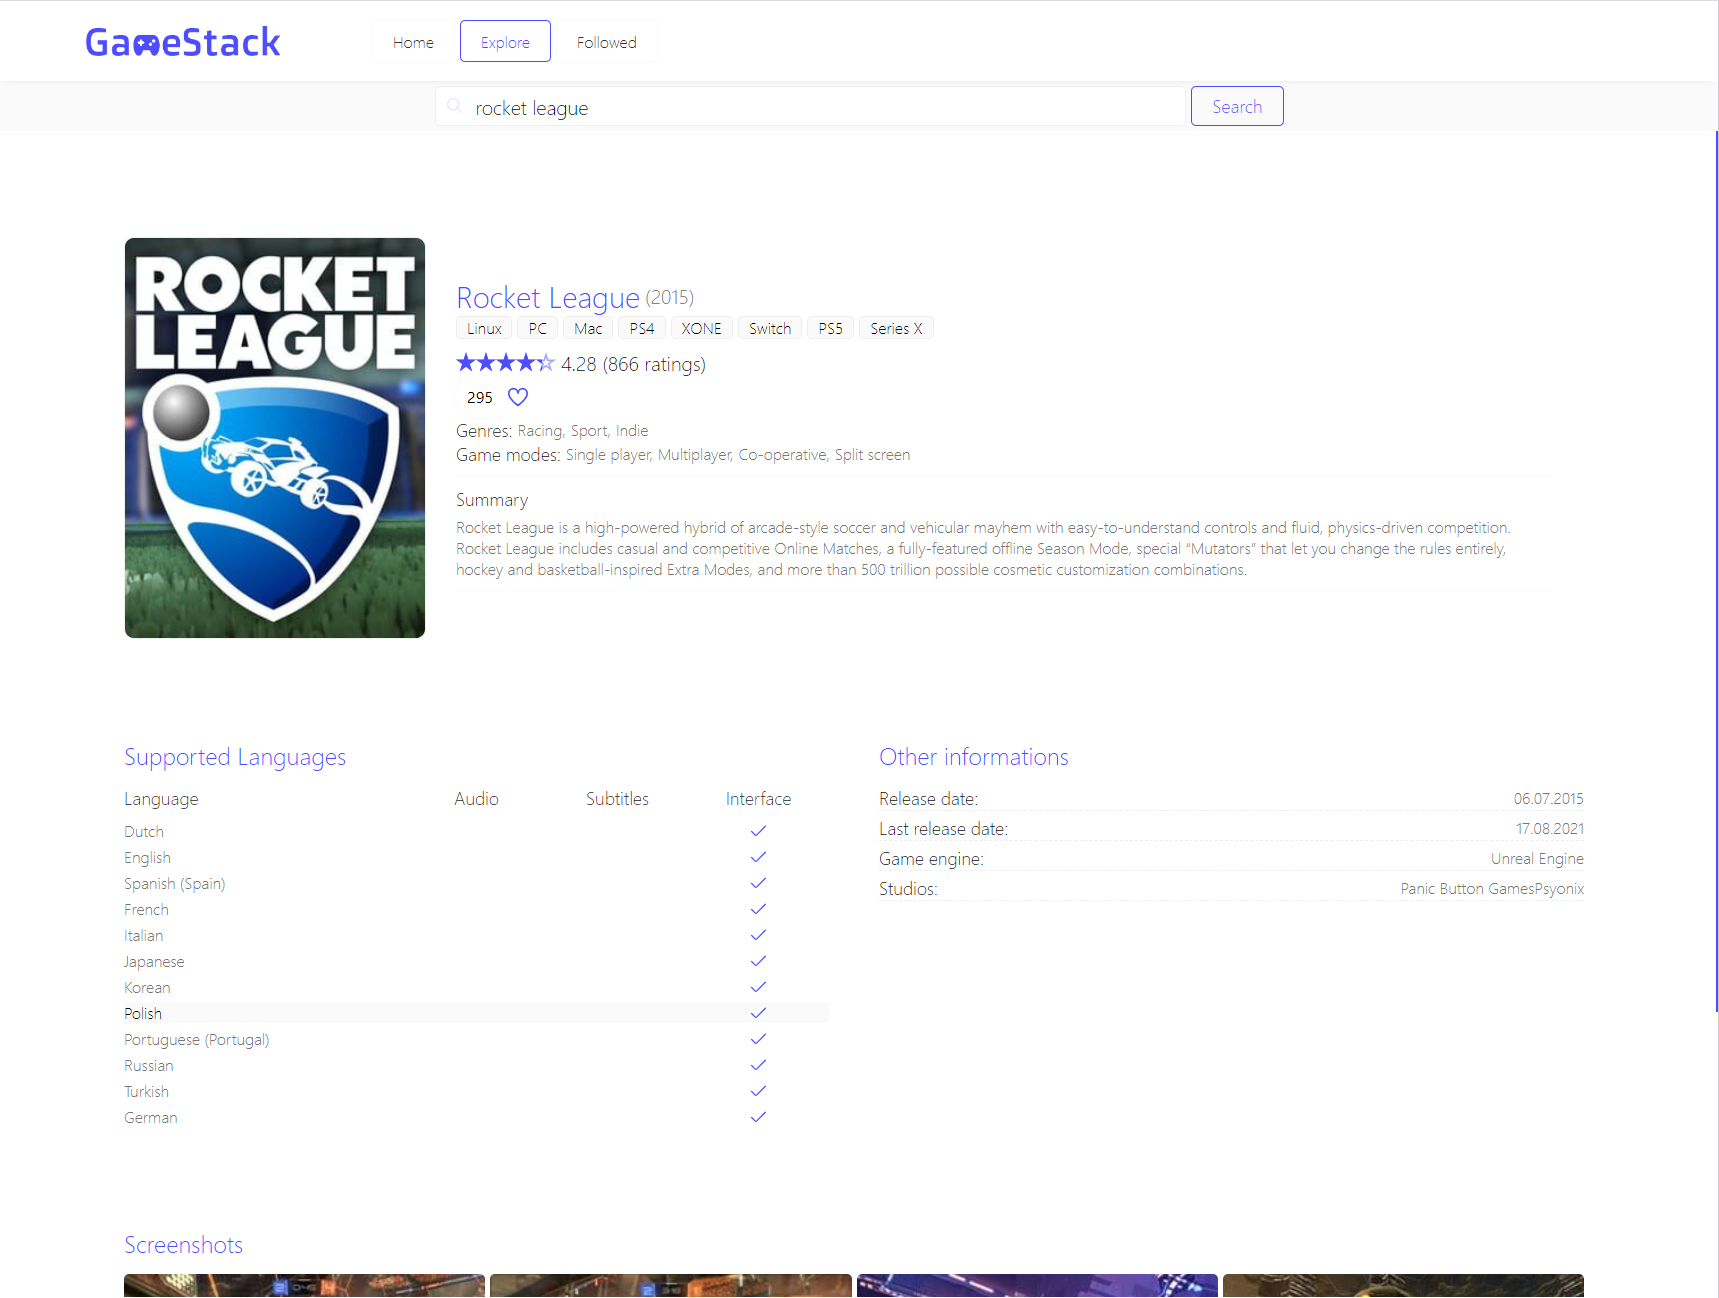 GameStack
Home Explore Followed
rocket league Search
ROCKET
LEAGUE
Rocket League (2015)
Linux PC Mac PS4 XONE Switch PS5 Series X
4.28 (866 ratings)
295
Genres: Racing, Sport, Indie
Game modes: Single player, Multiplayer, Co-operative, Split screen
Summary
Rocket League is a high-powered hybrid of arcade-style soccer and vehicular mayhem with easy-to-understand controls and fluid, physics-driven competition.
Rocket League includes casual and competitive Online Matches, a fully-featured offline Season Mode, special “Mutators” that let you change the rules entirely,
hockey and basketball-inspired Extra Modes, and more than 500 trillion possible cosmetic customization combinations.
Supported Languages
Language Audio Subtitles Interface
Dutch
English
Spanish (Spain)
French
Italian
Japanese
Korean
Polish
Portuguese (Portugal)
Russian
Turkish
German
Other informations
Release date: 06.07.2015
Last release date: 17.08.2021
Game engine: Unreal Engine
Studios: Panic Button GamesPsyonix
Screenshots